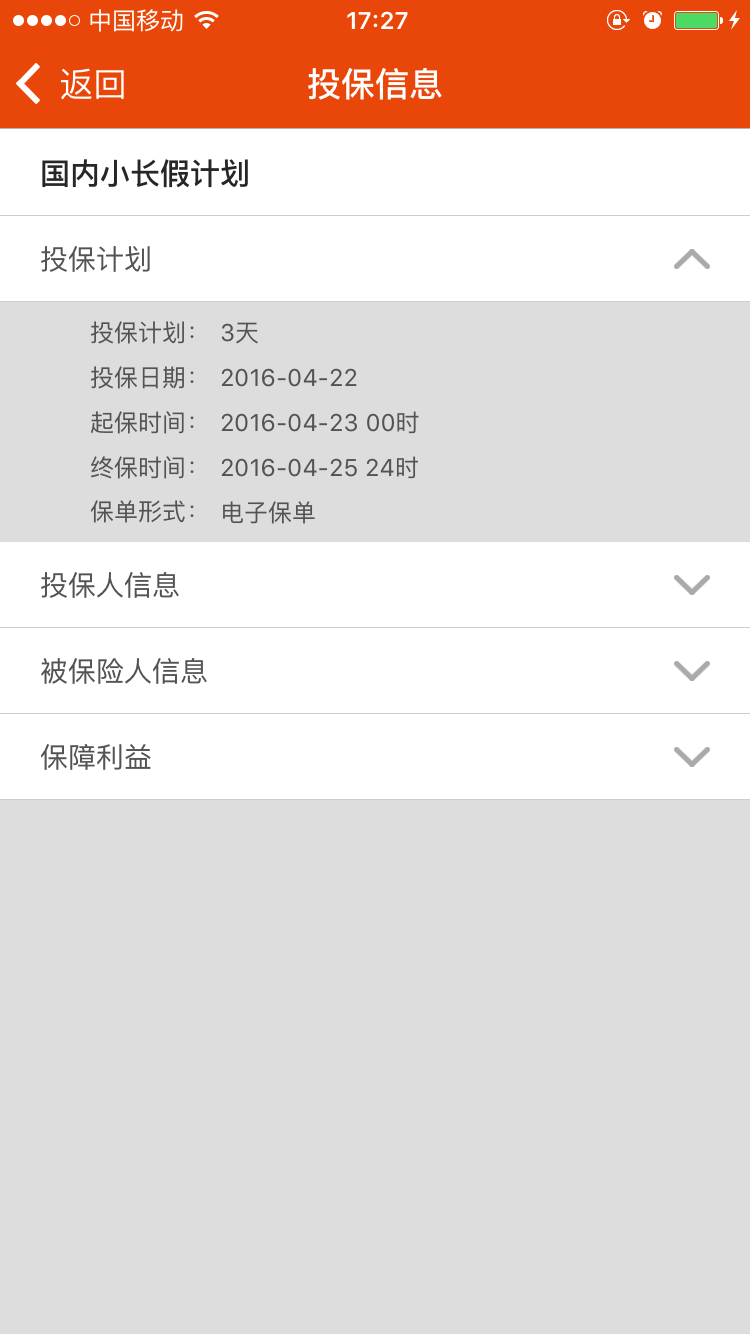 中国移动 17:27
返回 投保信息
国内小长假计划
投保计划
投保计划： 3天
投保日期： 2016-04-22
起保时间： 2016-04-23 00时
终保时间： 2016-04-25 24时
保单形式： 电子保单
投保人信息
被保险人信息
保障利益